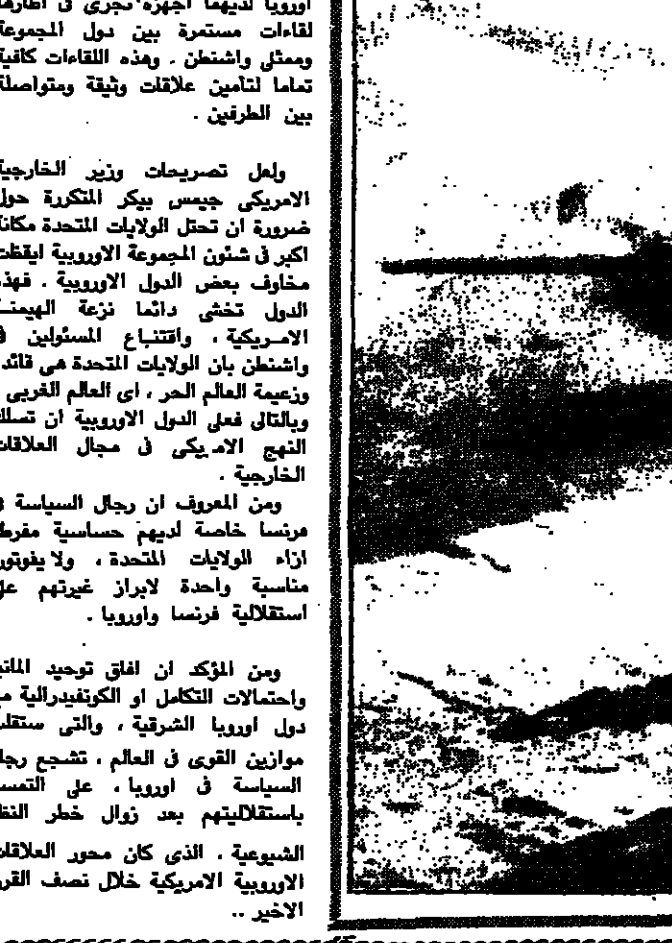 اوروبا لديهما اجهزة تجرى فى اطارها
لقاءات مستمرة بين دول المجموعة
وممثلى واشنطن . وهذه اللقاءات كافية
تماما لتأمين علاقات وثيقة ومتواصلة
بين الطرفين .
ولعل تصريحات وزير الخارجية
الامريكى جيمس بيكر المتكررة حول
ضرورة ان تحتل الولايات المتحدة مكانة
اكبر فى شئون المجموعة الاوروبية ايقظت
مخاوف بعض الدول الاوروبية . فهذه
الدول تخشى دائما نزعة الهيمنة
الامريكية ، واقتناع المسئولين فى
واشنطن بان الولايات المتحدة هى قائد
وزعيمة العالم الحر ، اى العالم الغربى
وبالتالى فعلى الدول الاوروبية ان تسلك
النهج الامريكى فى مجال العلاقات
الخارجية .
ومن المعروف ان رجال السياسة فى
فرنسا خاصة لديهم حساسية مفرطة
ازاء الولايات المتحدة ، ولا يفوتون
مناسبة واحدة لابراز غيرتهم على
استقلالية فرنسا واوروبا .
ومن المؤكد ان افاق توحيد المانيا
واحتمالات التكامل او الكونفيدرالية مع
دول اوروبا الشرقية ، والتى ستقلب
موازين القوى فى العالم ، تشجع رجال
السياسة فى اوروبا ، على التمسك
باستقلاليتهم بعد زوال خطر النظم
الشيوعية ، الذى كان محور العلاقات
الاوروبية الامريكية خلال نصف القرن
الاخير ..